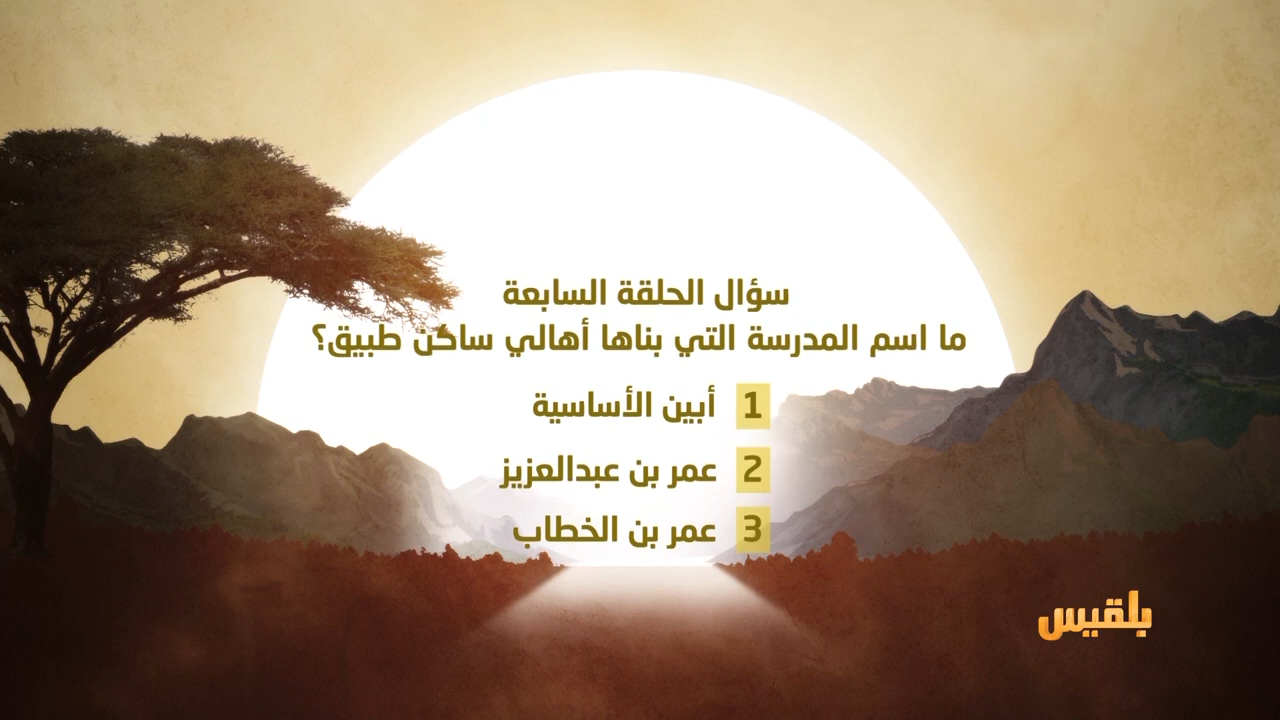 سؤال الحلقة السابعة
ما اسم المدرسة التي بناها أهالي ساكن طبيق؟
1 أبين الأساسية
2 عمر بن عبدالعزيز
3 عمر بن الخطاب
بلقيس